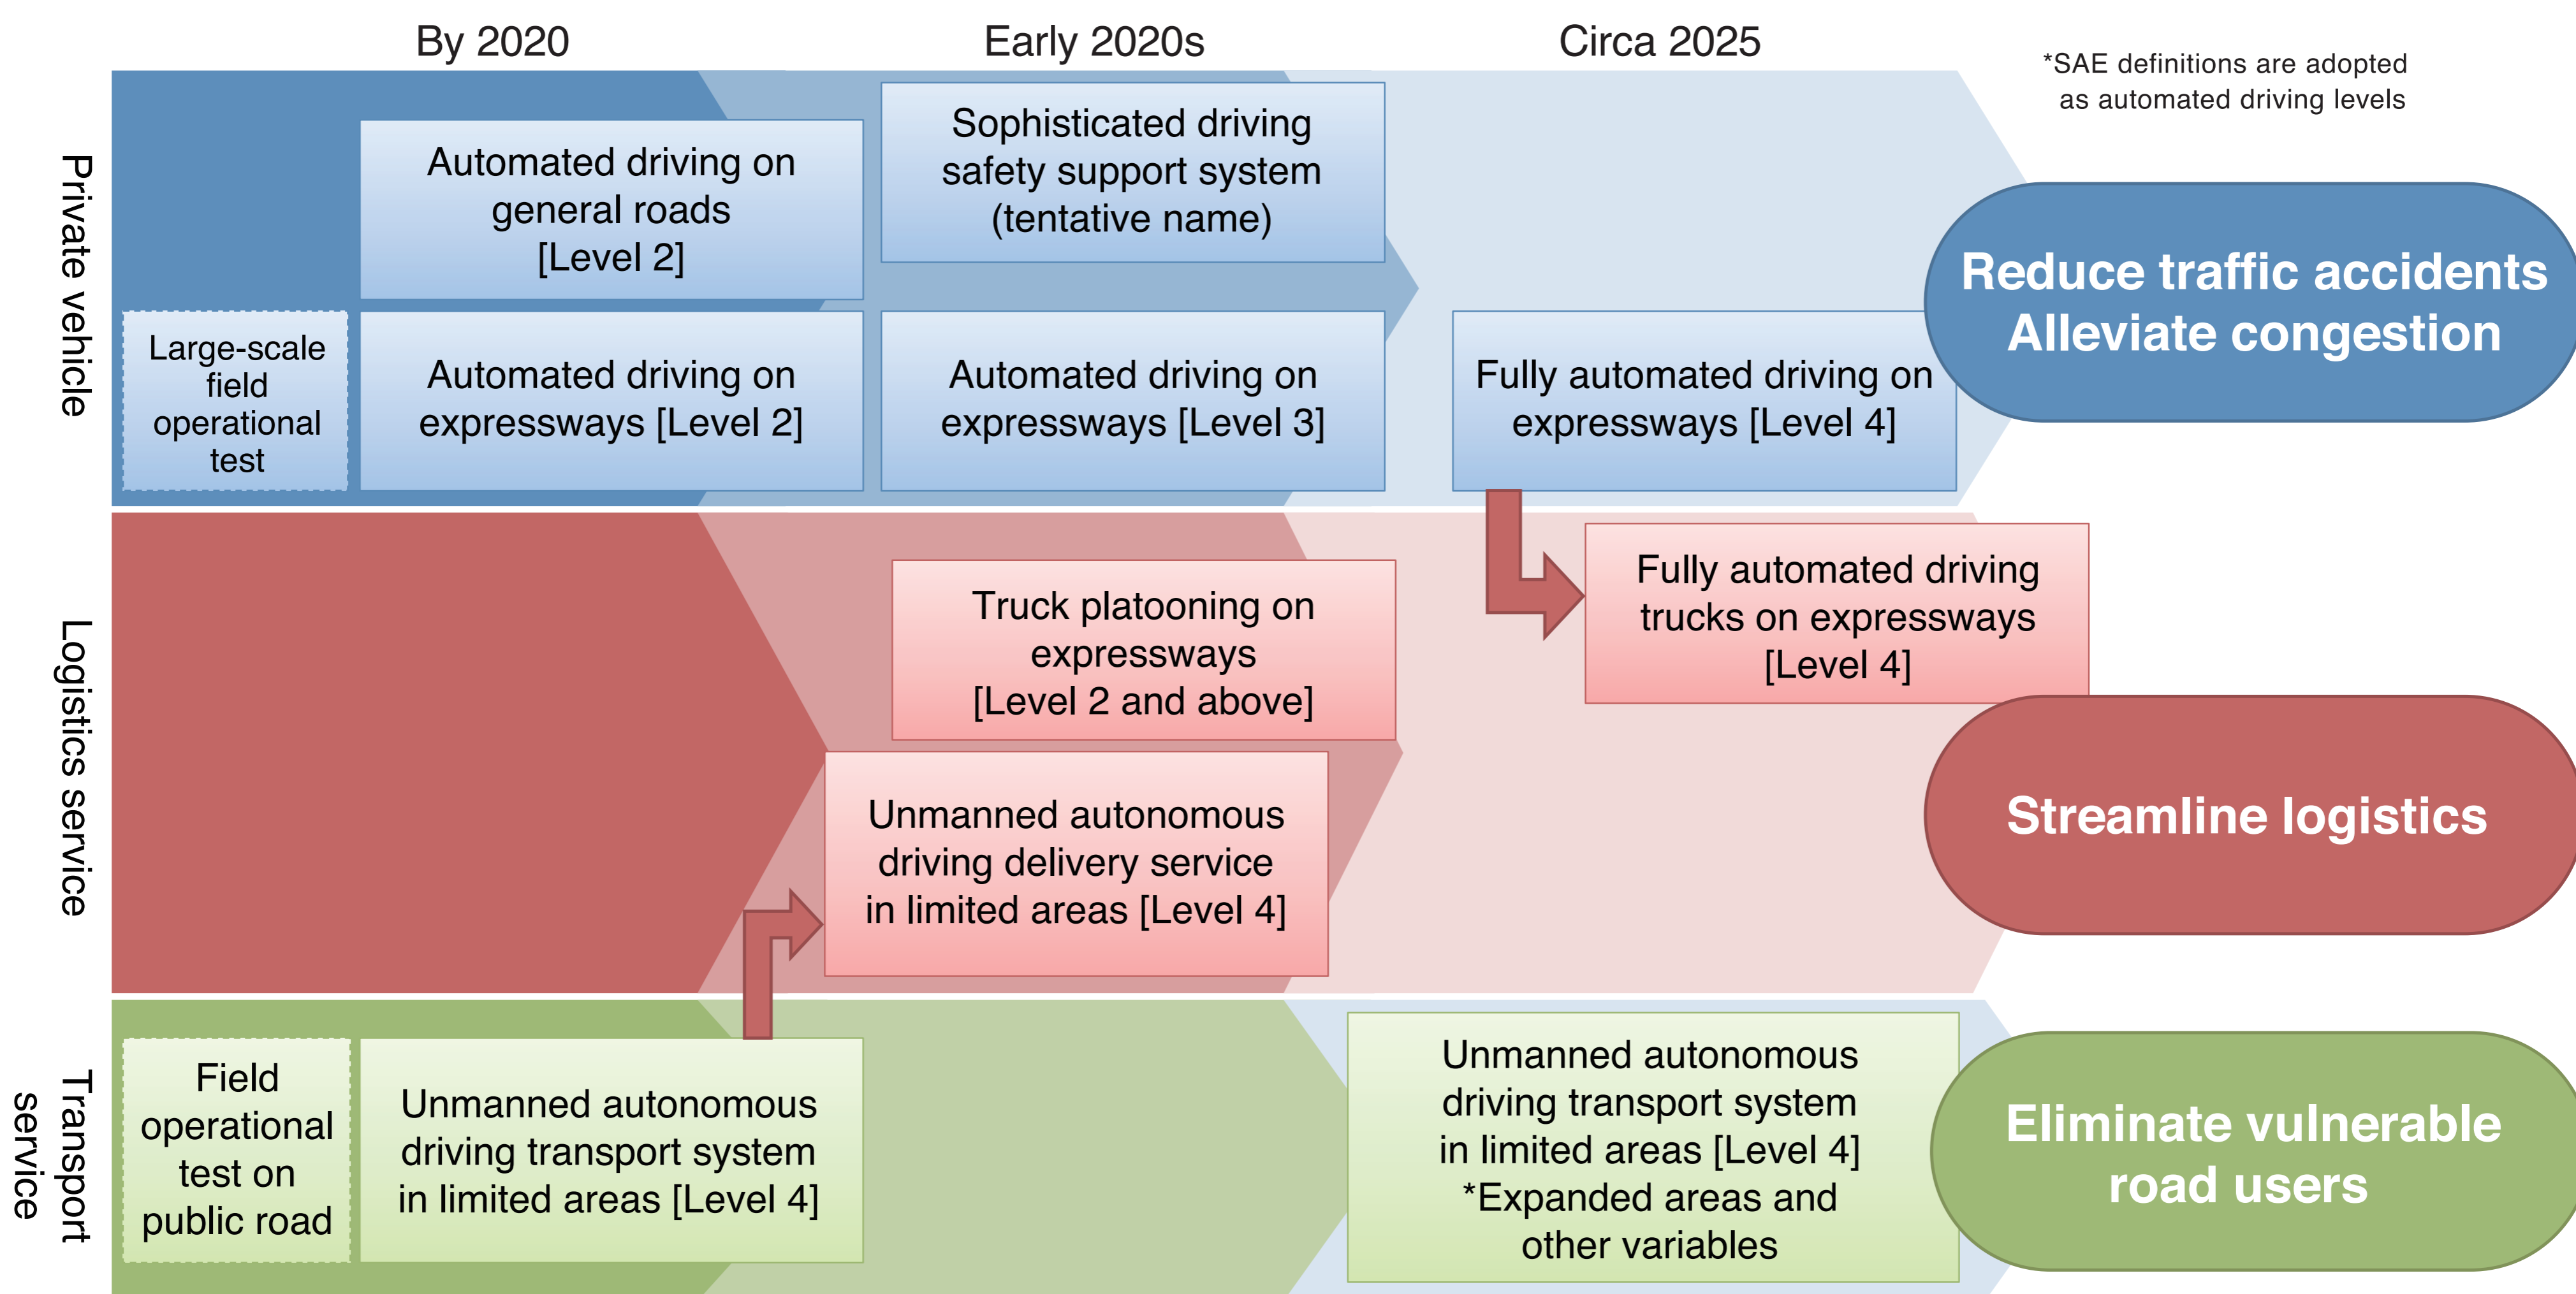 By 2020
Early 2020s
Circa 2025
*SAE definitions are adopted
as automated driving levels
Private vehicle
Automated driving on
general roads
[Level 2]
Sophisticated driving
safety support system
(tentative name)
Large-scale
field
operational
test
Automated driving on
expressways [Level 2]
Automated driving on
expressways [Level 3]
Fully automated driving on
expressways [Level 4]
Reduce traffic accidents
Alleviate congestion
Logistics service
Truck platooning on
expressways
[Level 2 and above]
Fully automated driving
trucks on expressways
[Level 4]
Unmanned autonomous
driving delivery service
in limited areas [Level 4]
Streamline logistics
Transport
service
Field
operational
test on
public road
Unmanned autonomous
driving transport system
in limited areas [Level 4]
Unmanned autonomous
driving transport system
in limited areas [Level 4]
*Expanded areas and
other variables
Eliminate vulnerable
road users